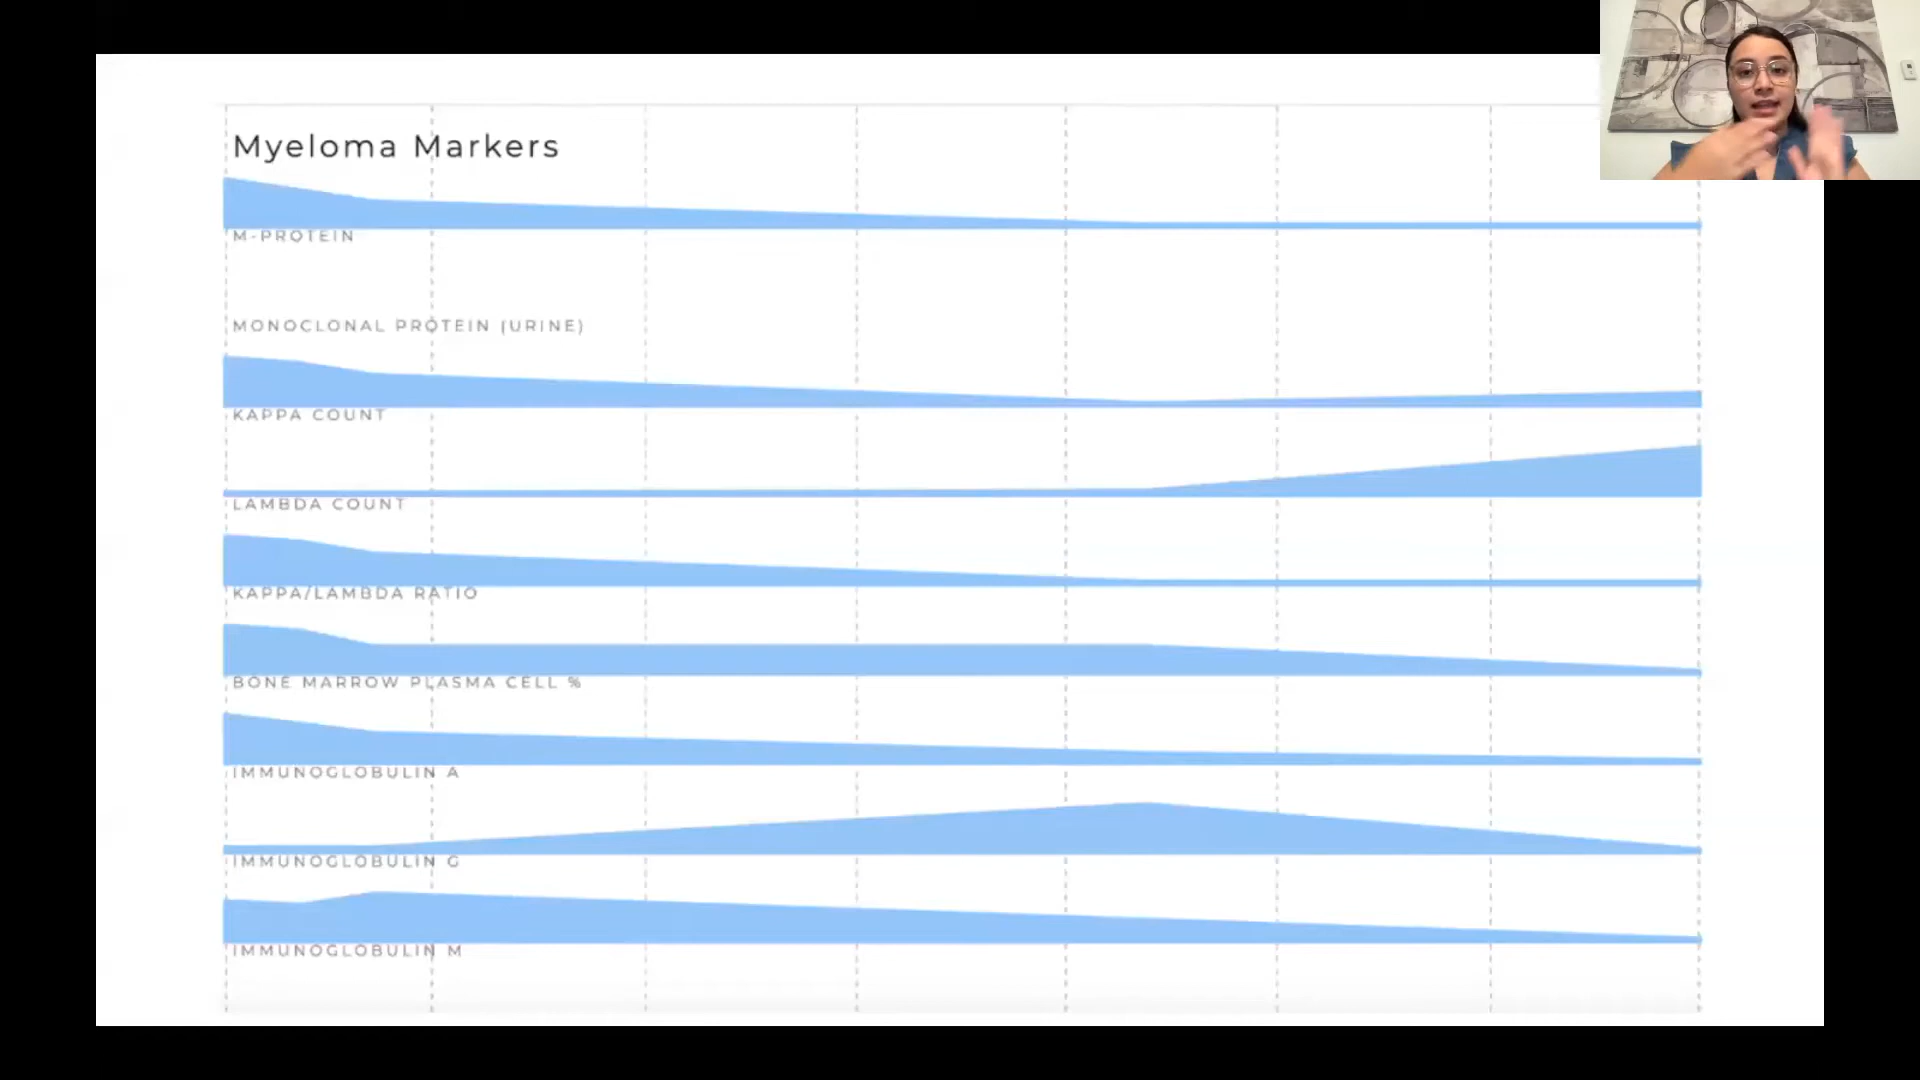 Myeloma Markers
M-PROTEIN
MONOCLONAL PROTEIN (URINE)
KAPPA COUNT
LAMBDA COUNT
KAPPA/LAMBDA RATIO
BONE MARROW PLASMA CELL %
IMMUNOGLOBULIN A
IMMUNOGLOBULIN G
IMMUNOGLOBULIN M